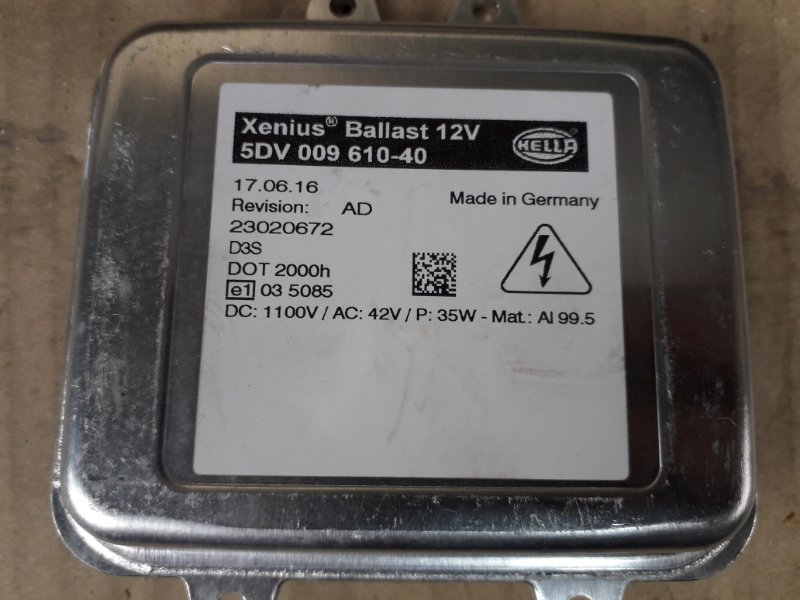 Xenius® Ballast 12V
5DV 009 610-40
HELLA
17.06.16
Revision: AD
Made in Germany
23020672
D3S
DOT 2000h
e1 03 5085
DC: 1100V / AC: 42V / P: 35W - Mat.: Al 99.5